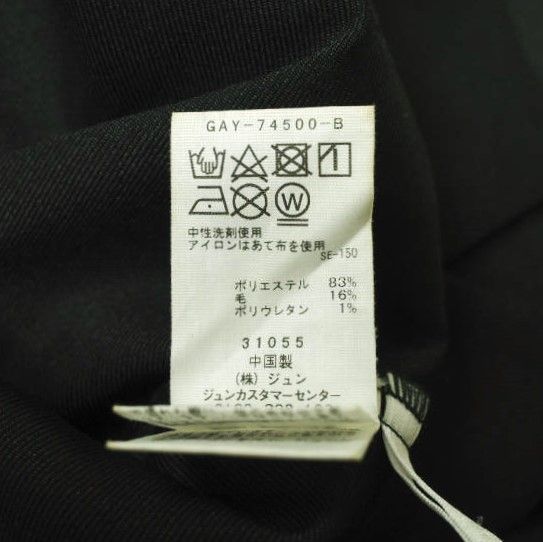 GAY-74500-B
W
中性洗剤使用
アイロンはあて布を使用
SE-150
ポリエステル 83%
毛 16%
ポリウレタン 1%
31055
中国製
(株)ジュン
ジュンカスタマーセンター